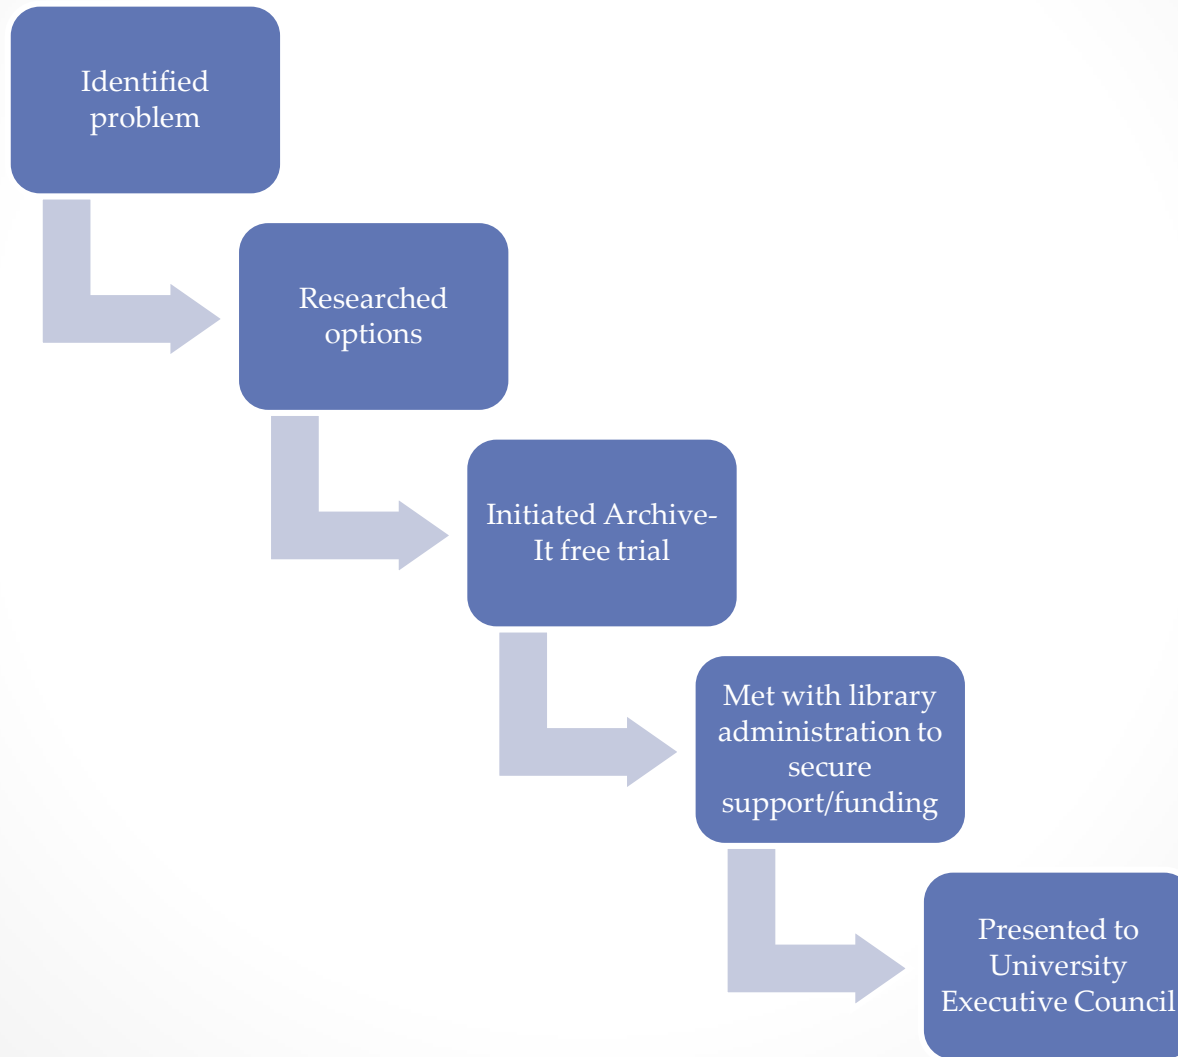 Identified
problem
Researched
options
Initiated Archive-
It free trial
Met with library
administration to
secure
support/funding
Presented to
University
Executive Council